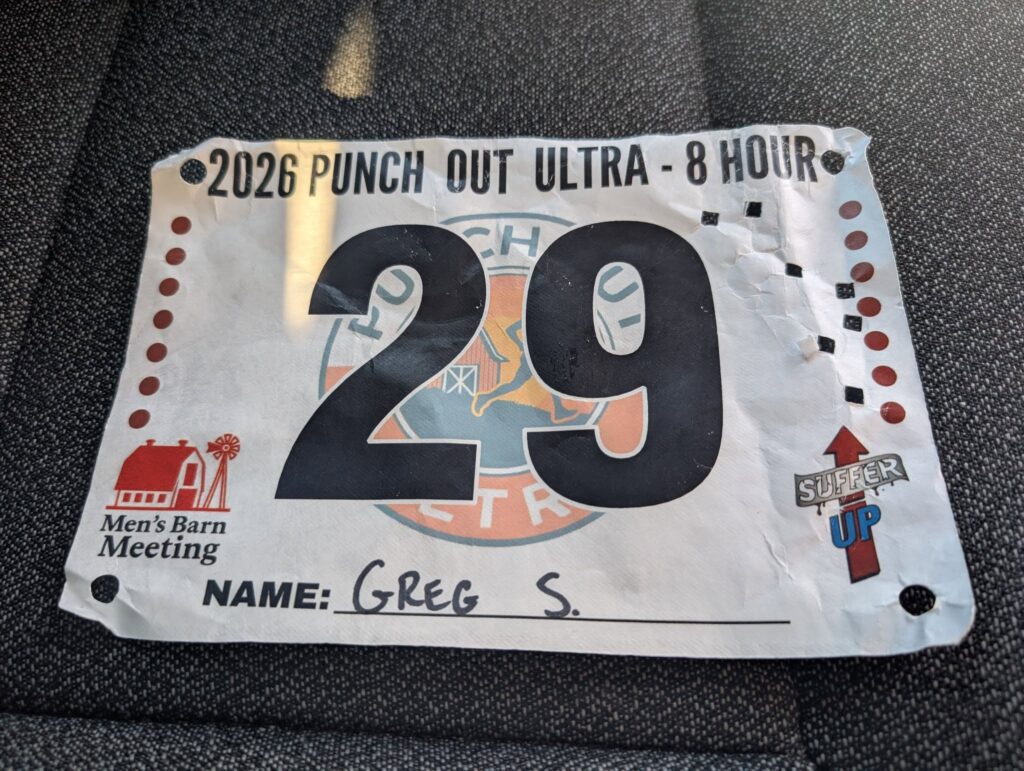 2026 PUNCH OUT ULTRA - 8 HOUR
29
Men's Barn
Meeting
SUFFER
UP
NAME: GREG S.